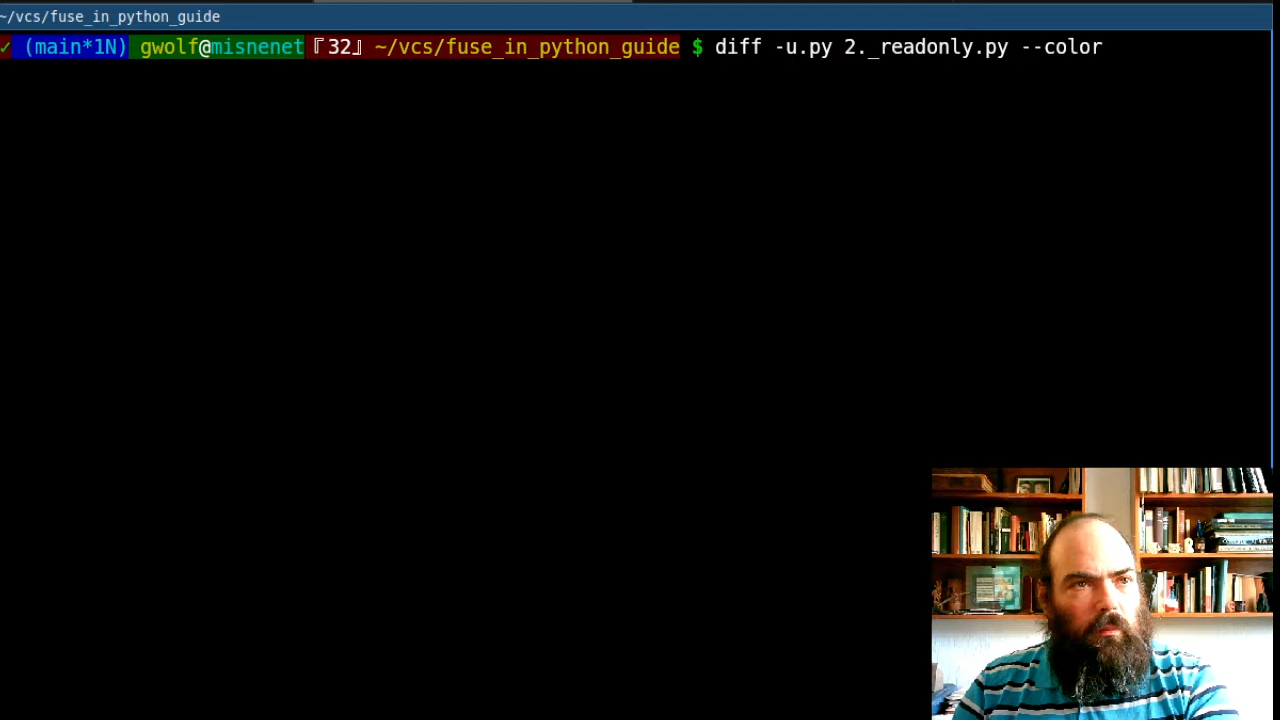 ~/vcs/fuse_in_python_guide
✓ (main*1N) gwolf@misnenet『32』~/vcs/fuse_in_python_guide $ diff -u.py 2._readonly.py --color